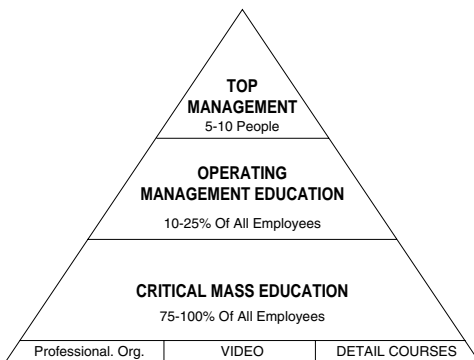 TOP
MANAGEMENT
5-10 People
OPERATING
MANAGEMENT EDUCATION
10-25% Of All Employees
CRITICAL MASS EDUCATION
75-100% Of All Employees
Professional. Org. VIDEO DETAIL COURSES